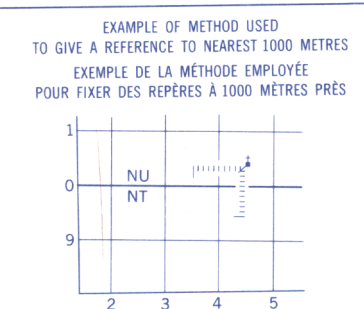 EXAMPLE OF METHOD USED
TO GIVE A REFERENCE TO NEAREST 1000 METRES
EXEMPLE DE LA MÉTHODE EMPLOYÉE
POUR FIXER DES REPÈRES À 1000 MÈTRES PRÈS
1
NU
0
NT
9
2 3 4 5